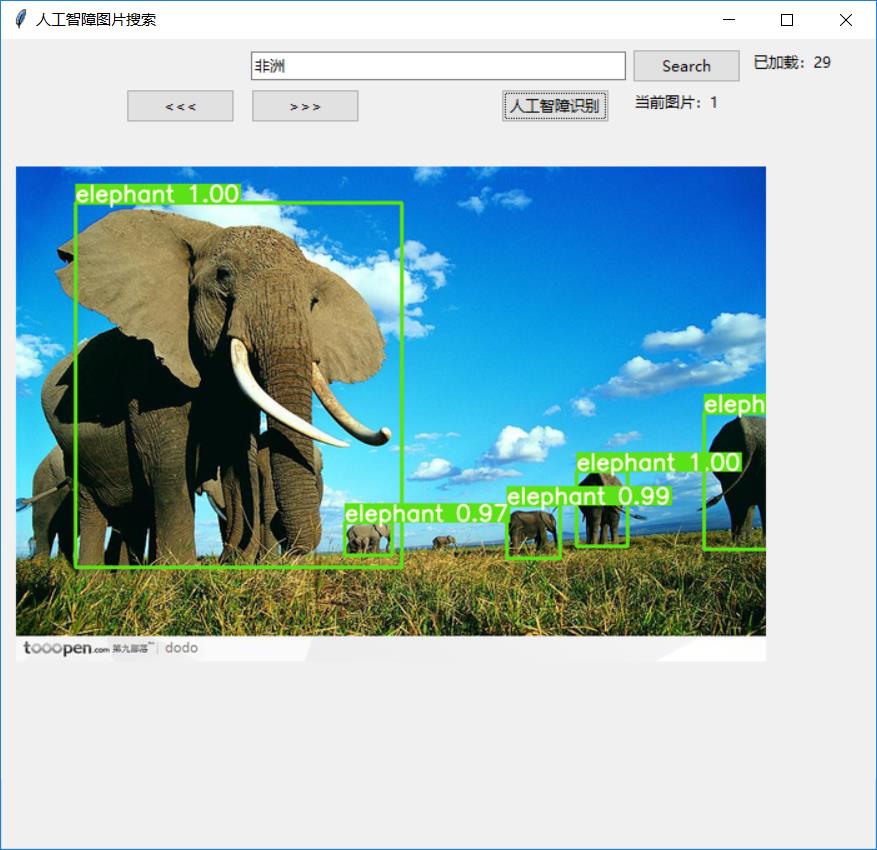 人工智障图片搜索
非洲
Search
已加载：29
<<<
>>>
人工智障识别
当前图片：1
elephant 1.00
eleph
elephant 1.00
elephant 0.99
elephant 0.97
tooopen.com 第九部落™ | dodo